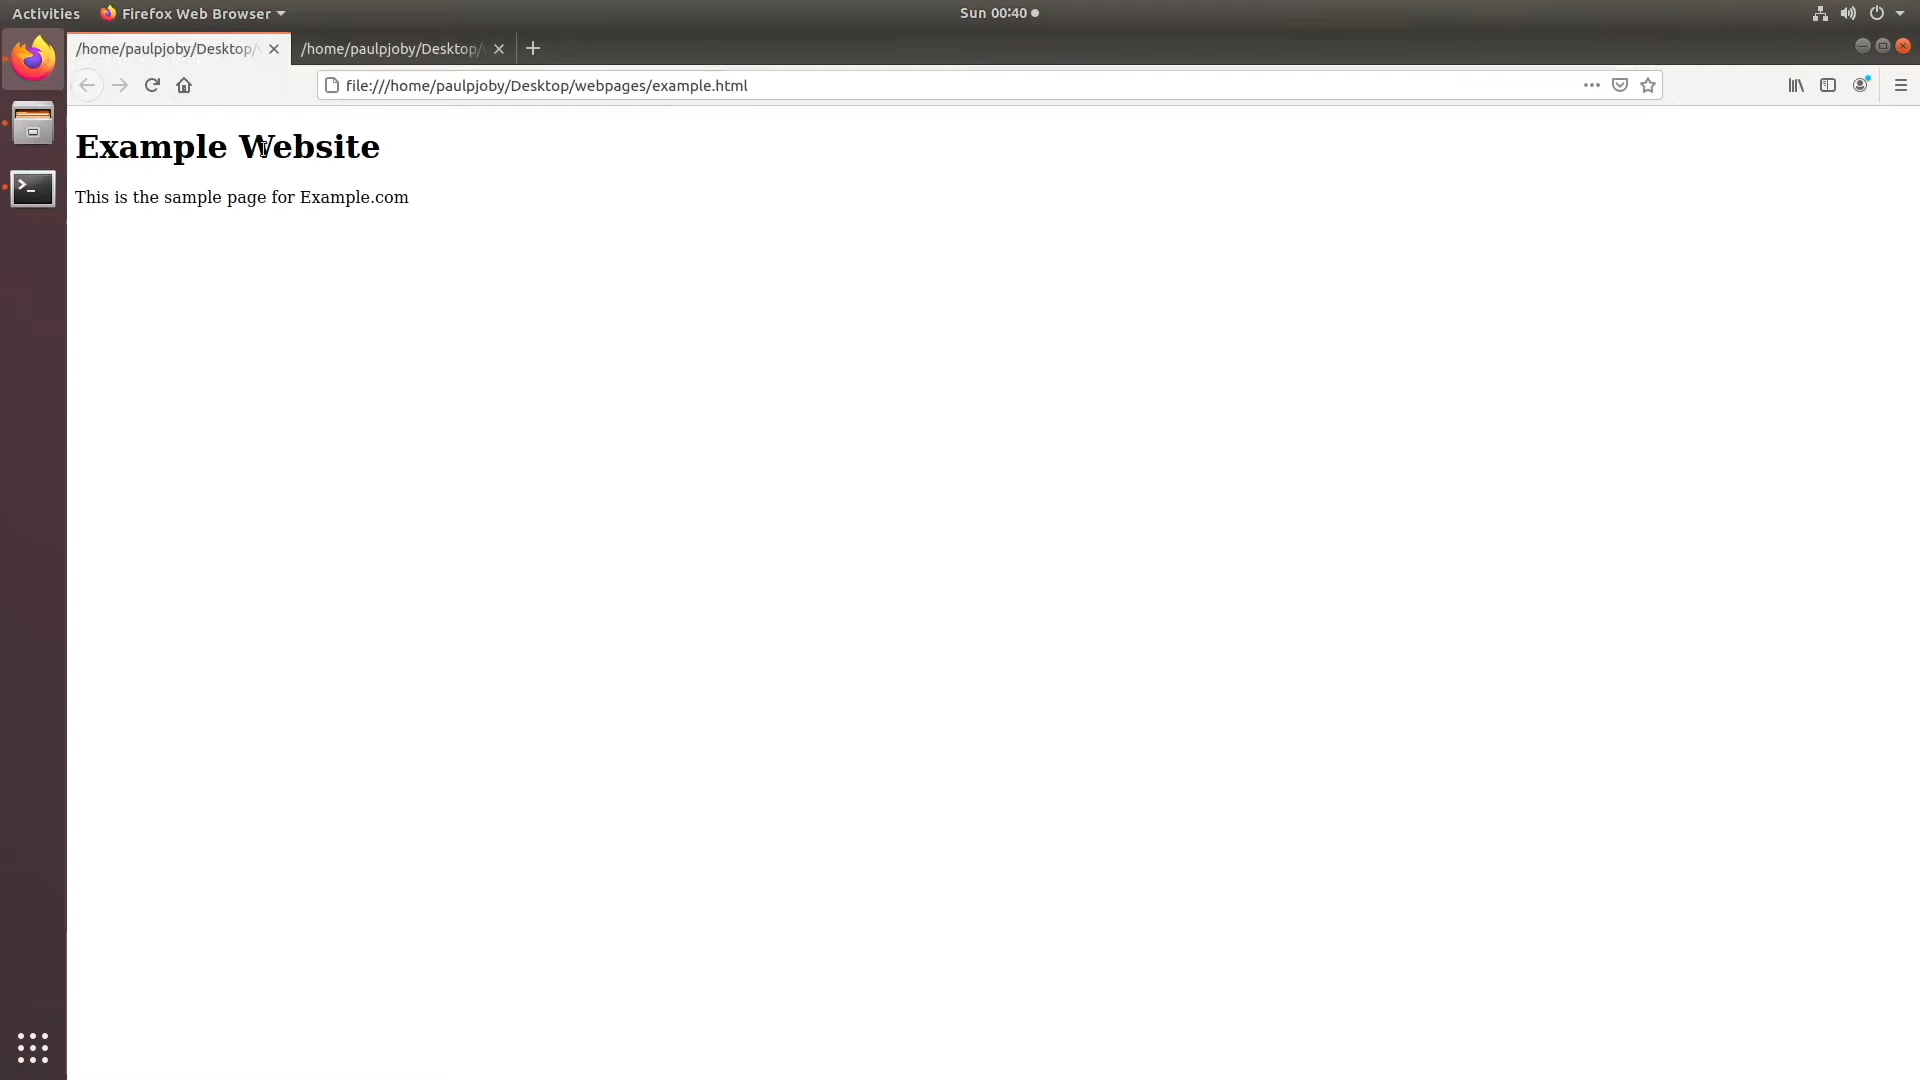 Activities Firefox Web Browser Sun 00:40
/home/paulpjoby/Desktop/ /home/paulpjoby/Desktop/
file:///home/paulpjoby/Desktop/webpages/example.html
Example Website
This is the sample page for Example.com